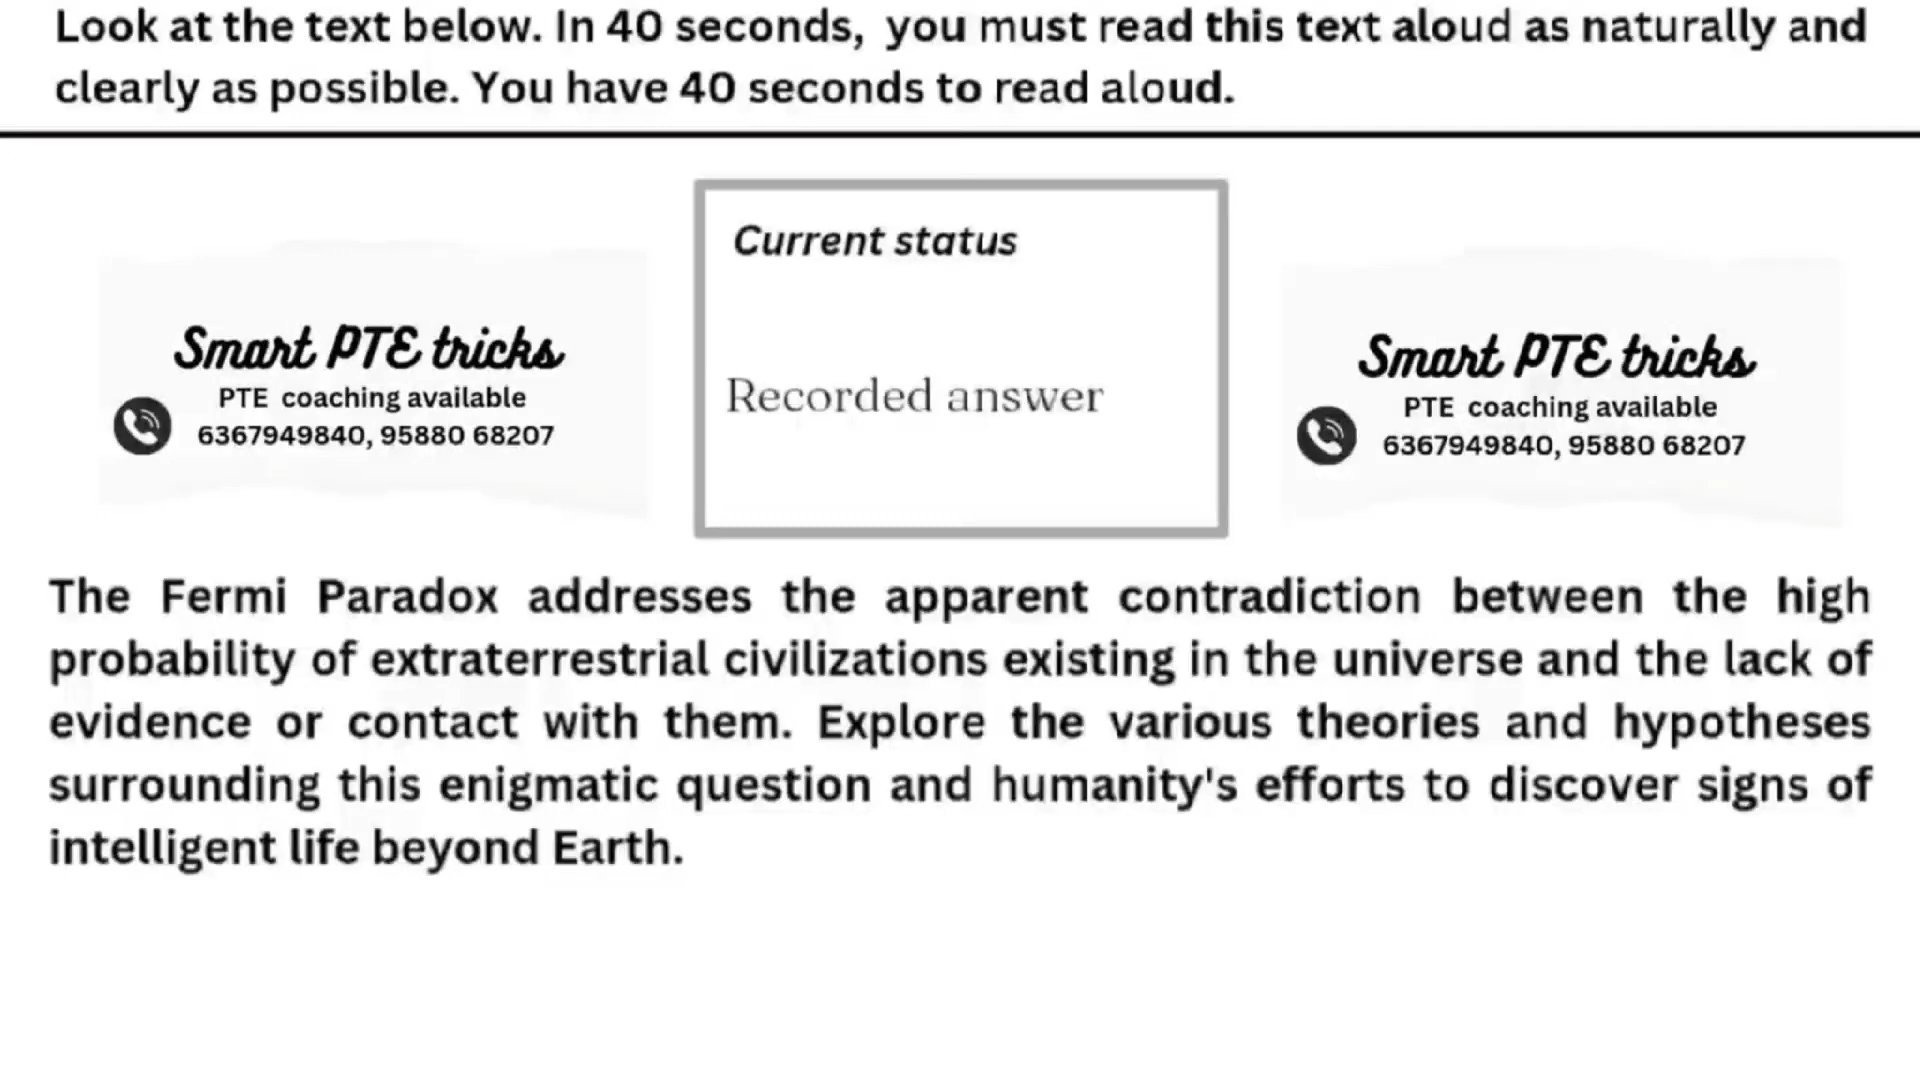 Look at the text below. In 40 seconds, you must read this text aloud as naturally and
clearly as possible. You have 40 seconds to read aloud.
Current status
Recorded answer
Smart PTE tricks
PTE coaching available
6367949840, 95880 68207
Smart PTE tricks
PTE coaching available
6367949840, 95880 68207
The Fermi Paradox addresses the apparent contradiction between the high
probability of extraterrestrial civilizations existing in the universe and the lack of
evidence or contact with them. Explore the various theories and hypotheses
surrounding this enigmatic question and humanity's efforts to discover signs of
intelligent life beyond Earth.